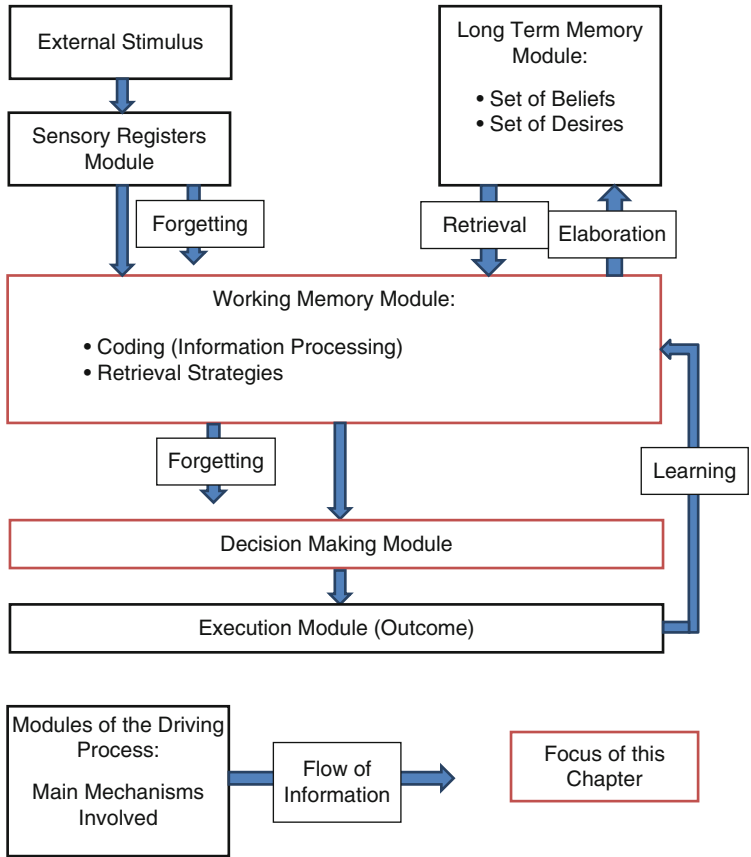 External Stimulus
Long Term Memory
Module:
• Set of Beliefs
• Set of Desires
Sensory Registers
Module
Forgetting
Retrieval
Elaboration
Working Memory Module:
• Coding (Information Processing)
• Retrieval Strategies
Forgetting
Learning
Decision Making Module
Execution Module (Outcome)
Modules of the Driving
Process:
Main Mechanisms
Involved
Flow of
Information
Focus of this
Chapter